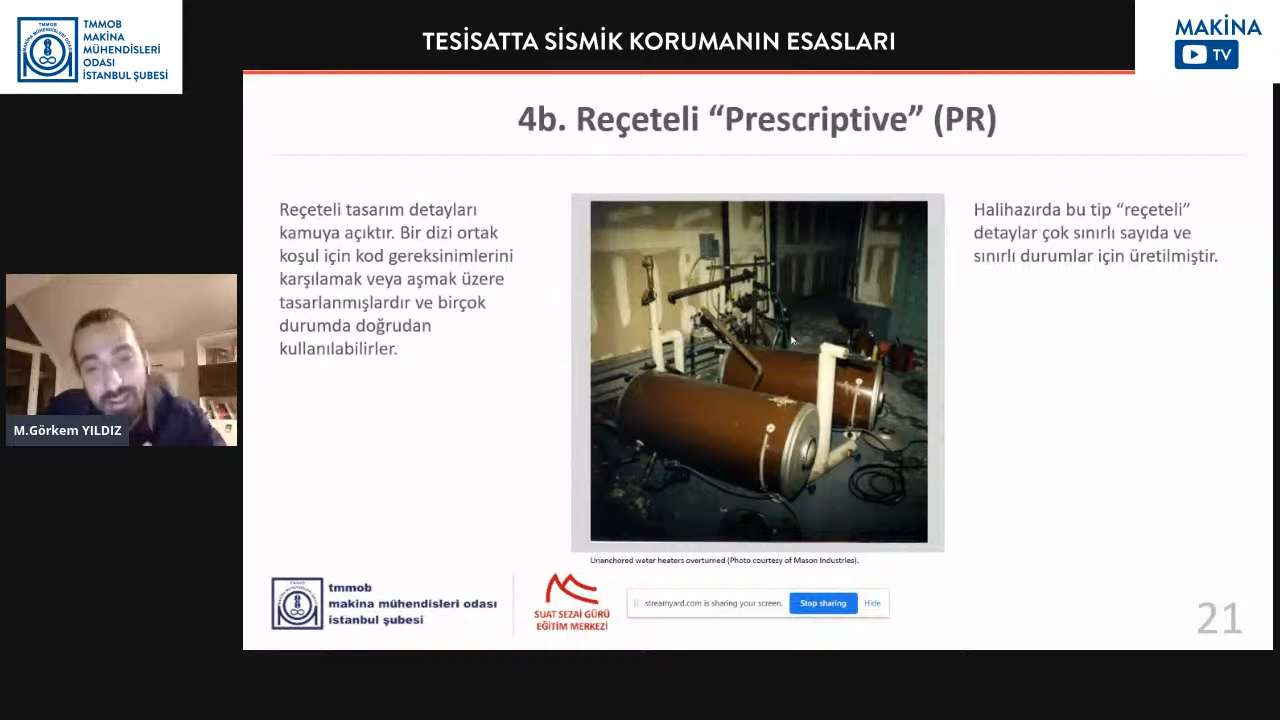 TMMOB
MAKİNA
MÜHENDİSLERİ
ODASI
İSTANBUL ŞUBESİ
TESİSATTA SİSMİK KORUMANIN ESASLARI
MAKİNA
TV
4b. Reçeteli “Prescriptive” (PR)
Reçeteli tasarım detayları
kamuya açıktır. Bir dizi ortak
koşul için kod gereksinimlerini
karşılamak veya aşmak üzere
tasarlanmışlardır ve birçok
durumda doğrudan
kullanılabilirler.
Halihazırda bu tip “reçeteli”
detaylar çok sınırlı sayıda ve
sınırlı durumlar için üretilmiştir.
M.Görkem YILDIZ
Unanchored water heaters overturned (Photo courtesy of Mason Industries).
tmmob
makina mühendisleri odası
istanbul şubesi
SUAT SEZAİ GÜRÜ
EĞİTİM MERKEZİ
streamyard.com is sharing your screen.
Stop sharing
Hide
21